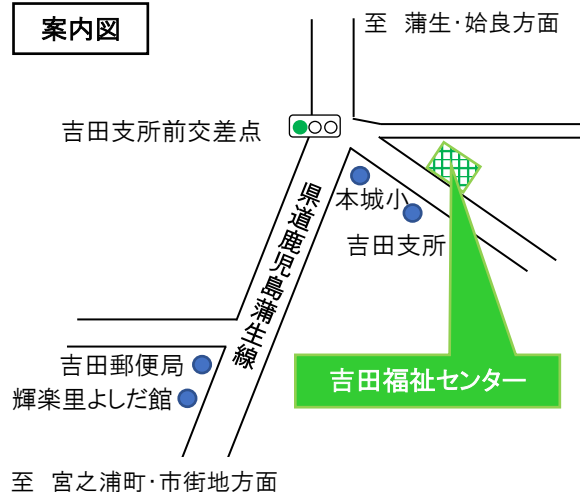 案内図
至 蒲生・姶良方面
吉田支所前交差点
本城小
吉田支所
県道鹿児島蒲生線
吉田郵便局
輝楽里よしだ館
吉田福祉センター
至 宮之浦町・市街地方面